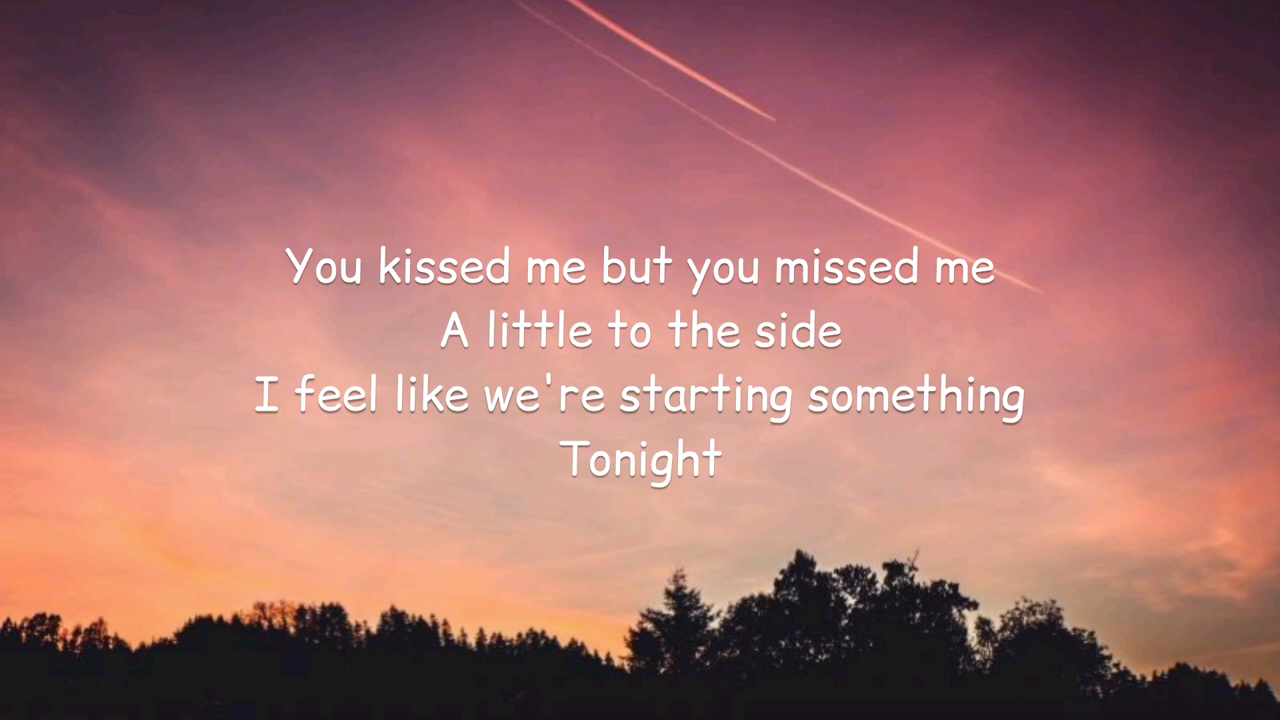 You kissed me but you missed me
A little to the side
I feel like we're starting something
Tonight